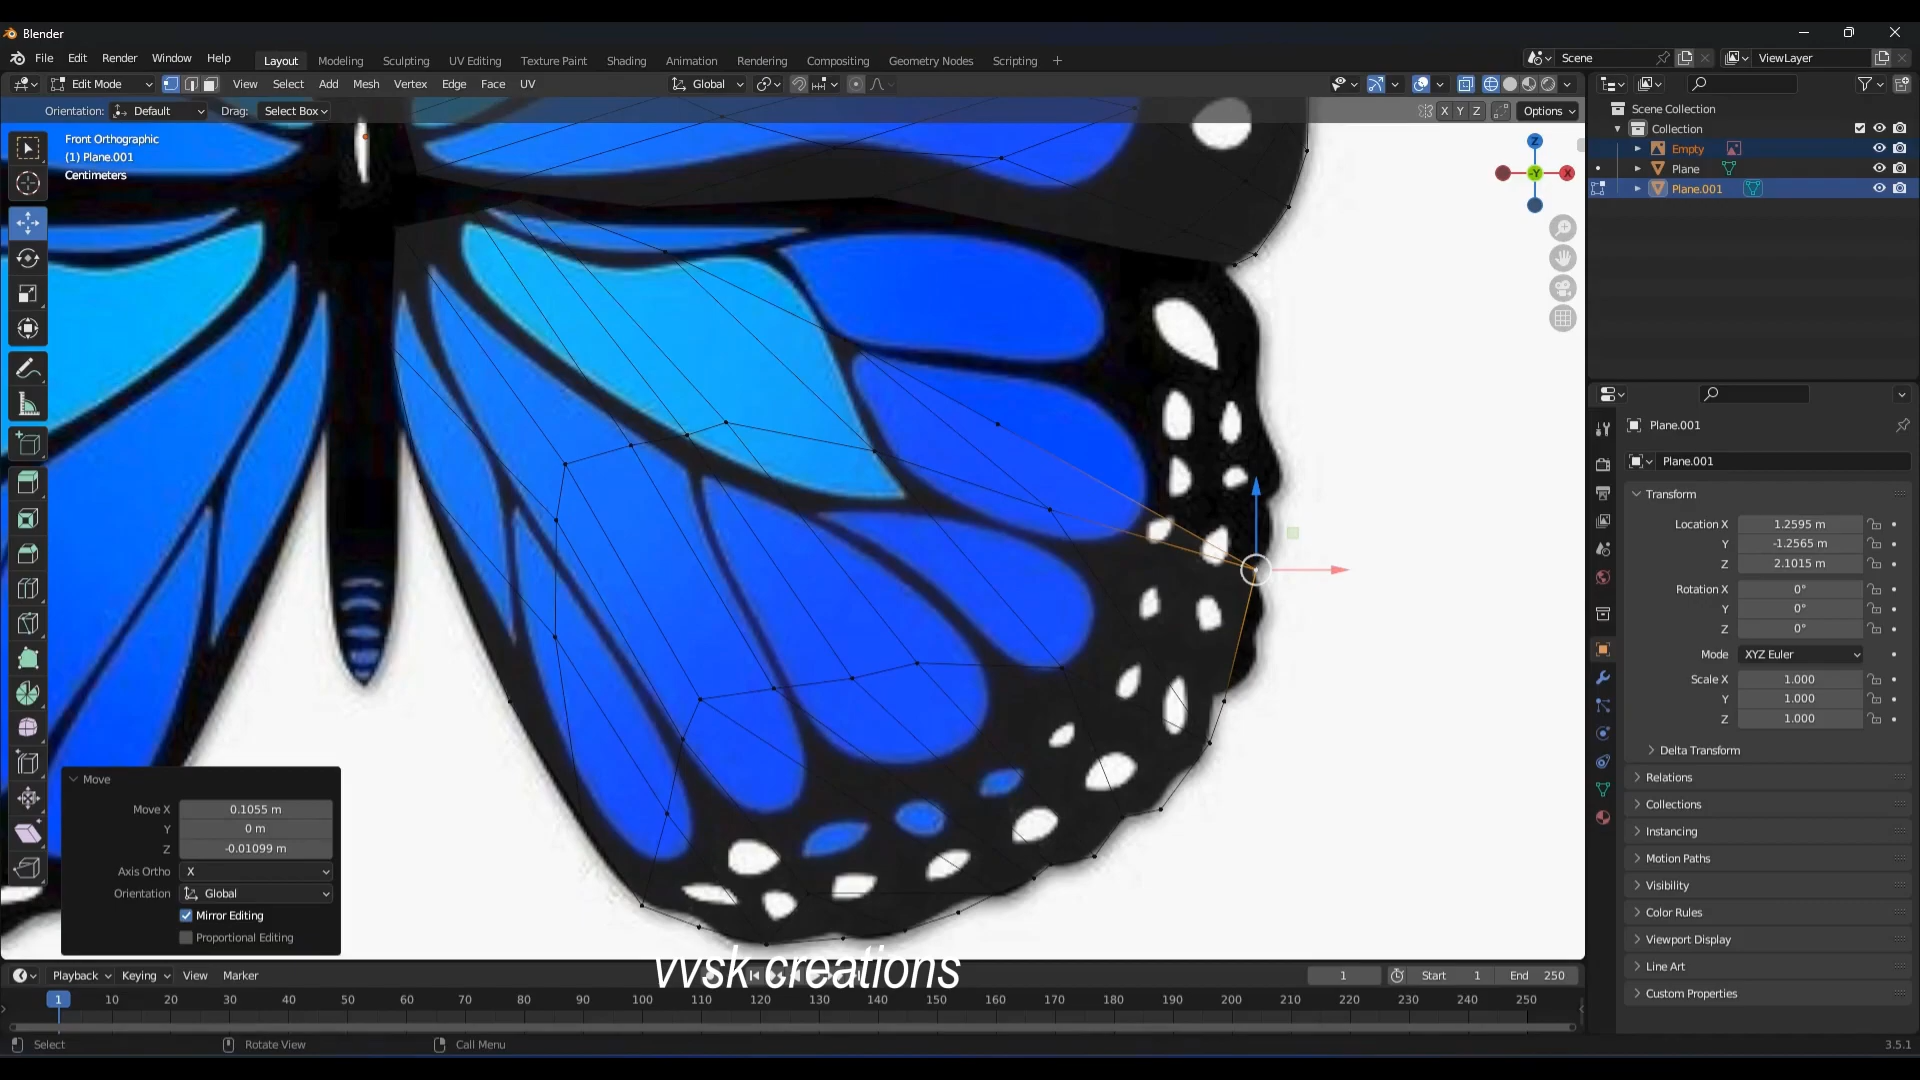 Blender
File Edit Render Window Help Layout Modeling Sculpting UV Editing Texture Paint Shading Animation Rendering Compositing Geometry Nodes Scripting + Scene ViewLayer
Edit Mode View Select Add Mesh Vertex Edge Face UV Global
Orientation: Default Drag: Select Box X Y Z Options
Front Orthographic
(1) Plane.001
Centimeters
Z
-Y X
Scene Collection
Collection
Empty
Plane
Plane.001
Plane.001
Plane.001
Transform
Location X 1.2595 m
Y -1.2565 m
Z 2.1015 m
Rotation X 0°
Y 0°
Z 0°
Mode XYZ Euler
Scale X 1.000
Y 1.000
Z 1.000
Delta Transform
Relations
Collections
Instancing
Motion Paths
Visibility
Color Rules
Viewport Display
Line Art
Custom Properties
Move
Move X 0.1055 m
Y 0 m
Z -0.01099 m
Axis Ortho X
Orientation Global
Mirror Editing
Proportional Editing
vvsk creations
Playback Keying View Marker 1 Start 1 End 250
1 10 20 30 40 50 60 70 80 90 100 110 120 130 140 150 160 170 180 190 200 210 220 230 240 250
Select Rotate View Call Menu 3.5.1